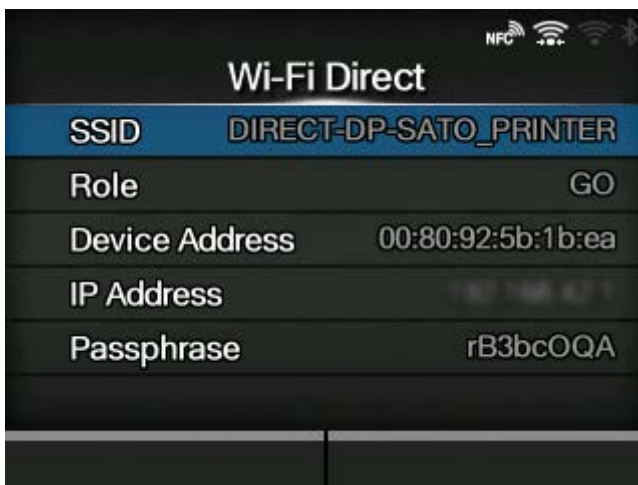 NFC
Wi-Fi Direct
SSID DIRECT-DP-SATO_PRINTER
Role GO
Device Address 00:80:92:5b:1b:ea
IP Address
Passphrase rB3bcOQA